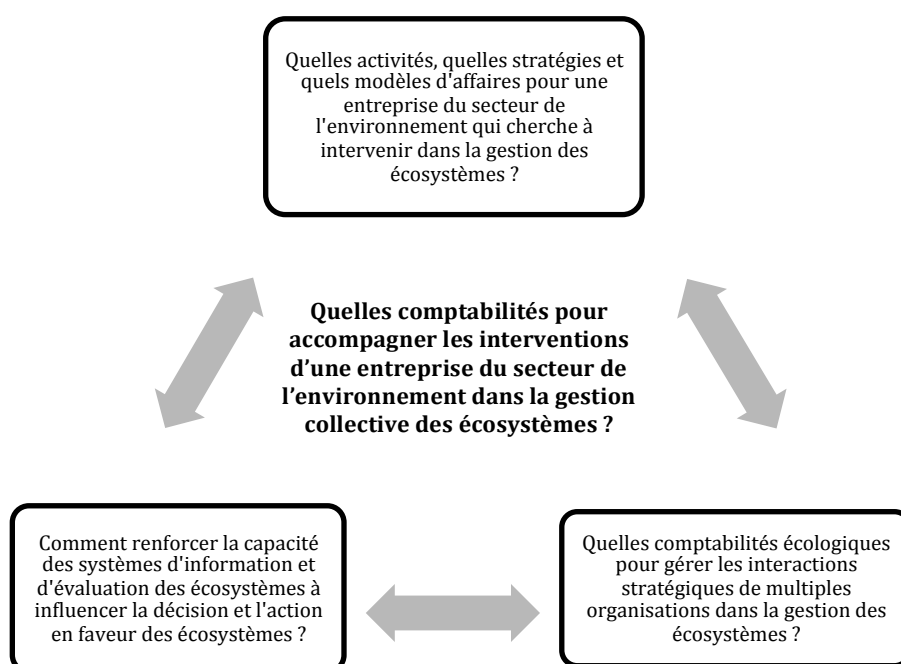 Quelles activités, quelles stratégies et
quels modèles d'affaires pour une
entreprise du secteur de
l'environnement qui cherche à
intervenir dans la gestion des
écosystèmes ?
Quelles comptabilités pour
accompagner les interventions
d’une entreprise du secteur de
l’environnement dans la gestion
collective des écosystèmes ?
Comment renforcer la capacité
des systèmes d'information et
d'évaluation des écosystèmes à
influencer la décision et l'action
en faveur des écosystèmes ?
Quelles comptabilités écologiques
pour gérer les interactions
stratégiques de multiples
organisations dans la gestion des
écosystèmes ?